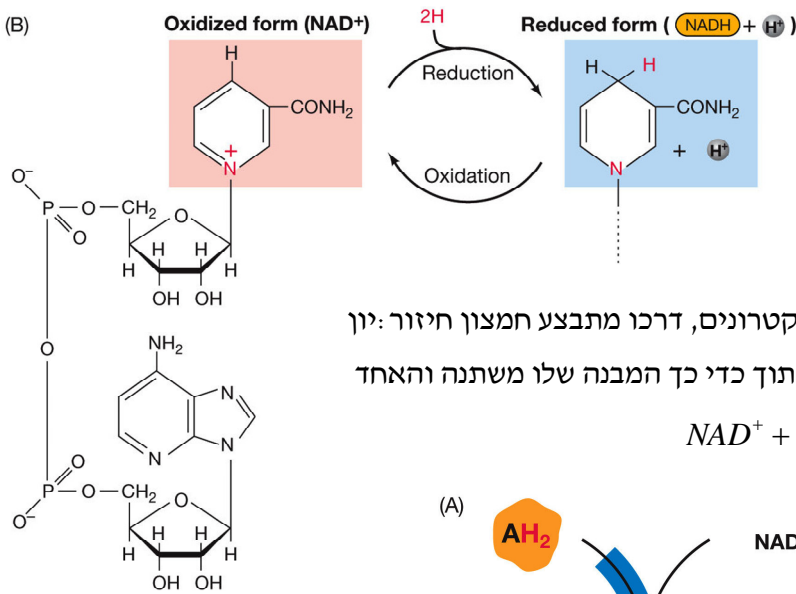 (B)
Oxidized form (NAD⁺)
2H
Reduced form ( NADH + H⁺ )
Reduction
Oxidation
H
CONH₂
+
N
H H
CONH₂
N
+ H⁺
O⁻
P O CH₂ O
O
H H H H
OH OH
O
NH₂
N
N N
O
P O CH₂ O
O⁻
H H H H
OH OH
קטרונים, דרכו מתבצע חמצון חיזור :יון
תוך כדי כך המבנה שלו משתנה והאחד
NAD⁺ +
(A)
AH₂
NAD